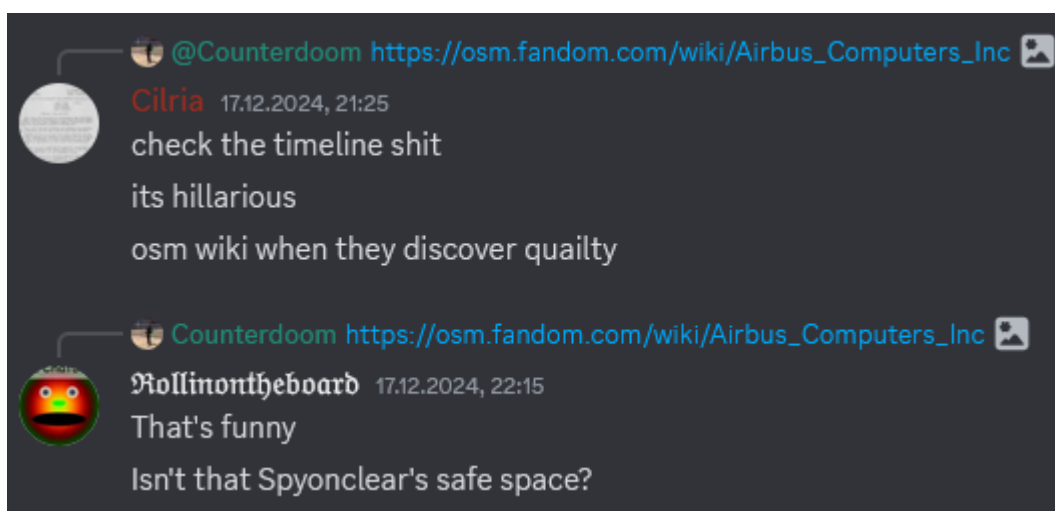 @Counterdoom https://osm.fandom.com/wiki/Airbus_Computers_Inc
Cilria 17.12.2024, 21:25
check the timeline shit
its hillarious
osm wiki when they discover quailty
Counterdoom https://osm.fandom.com/wiki/Airbus_Computers_Inc
𝕽𝖔𝖑𝖑𝖎𝖓𝖔𝖓𝖙𝖍𝖊𝖇𝖔𝖆𝖗𝖉 17.12.2024, 22:15
That's funny
Isn't that Spyonclear's safe space?